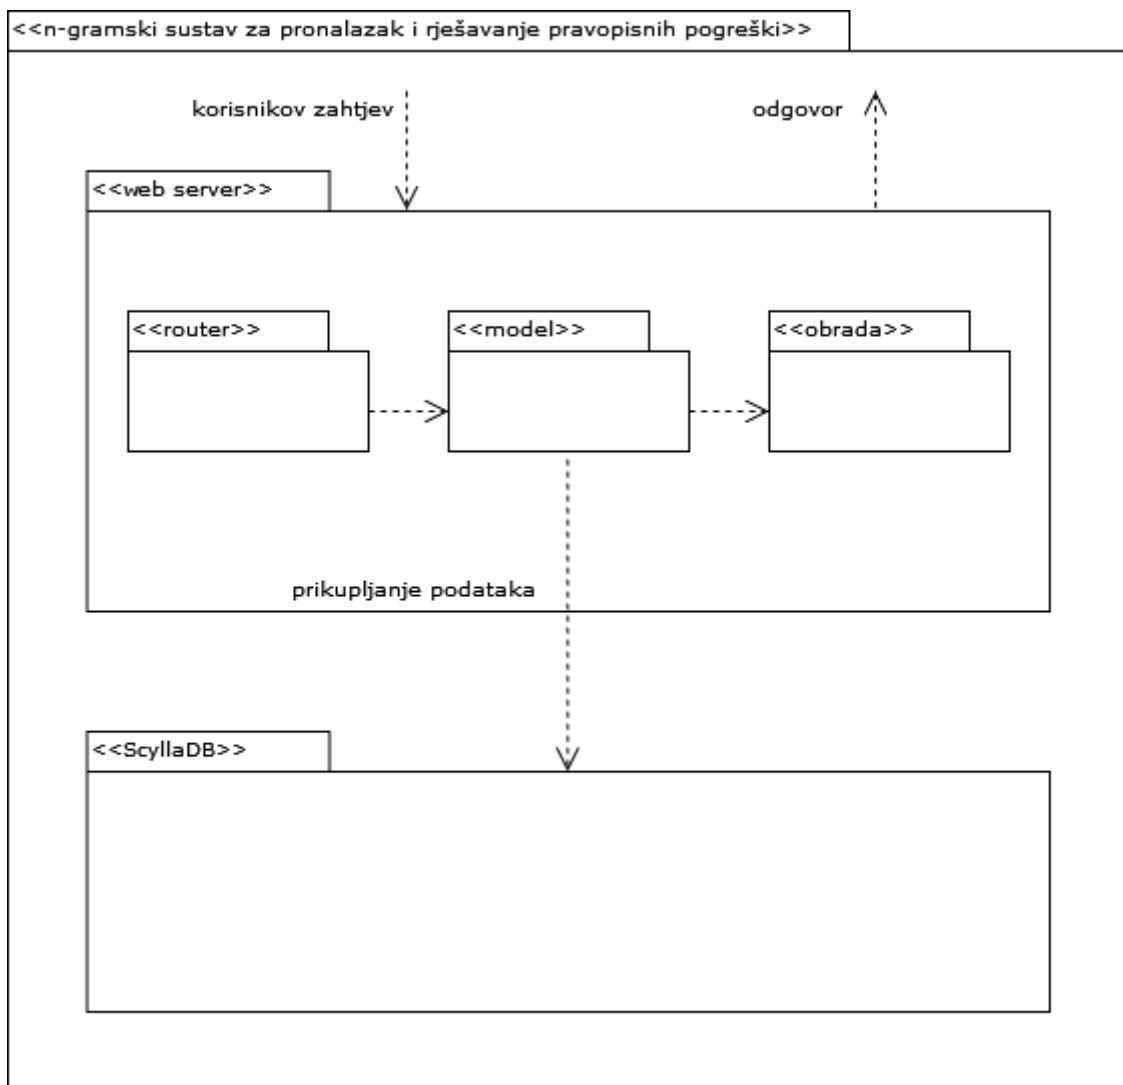 <<n-gramski sustav za pronalazak i rješavanje pravopisnih pogreški>>
korisnikov zahtjev
odgovor
<<web server>>
<<router>>
<<model>>
<<obrada>>
prikupljanje podataka
<<ScyllaDB>>